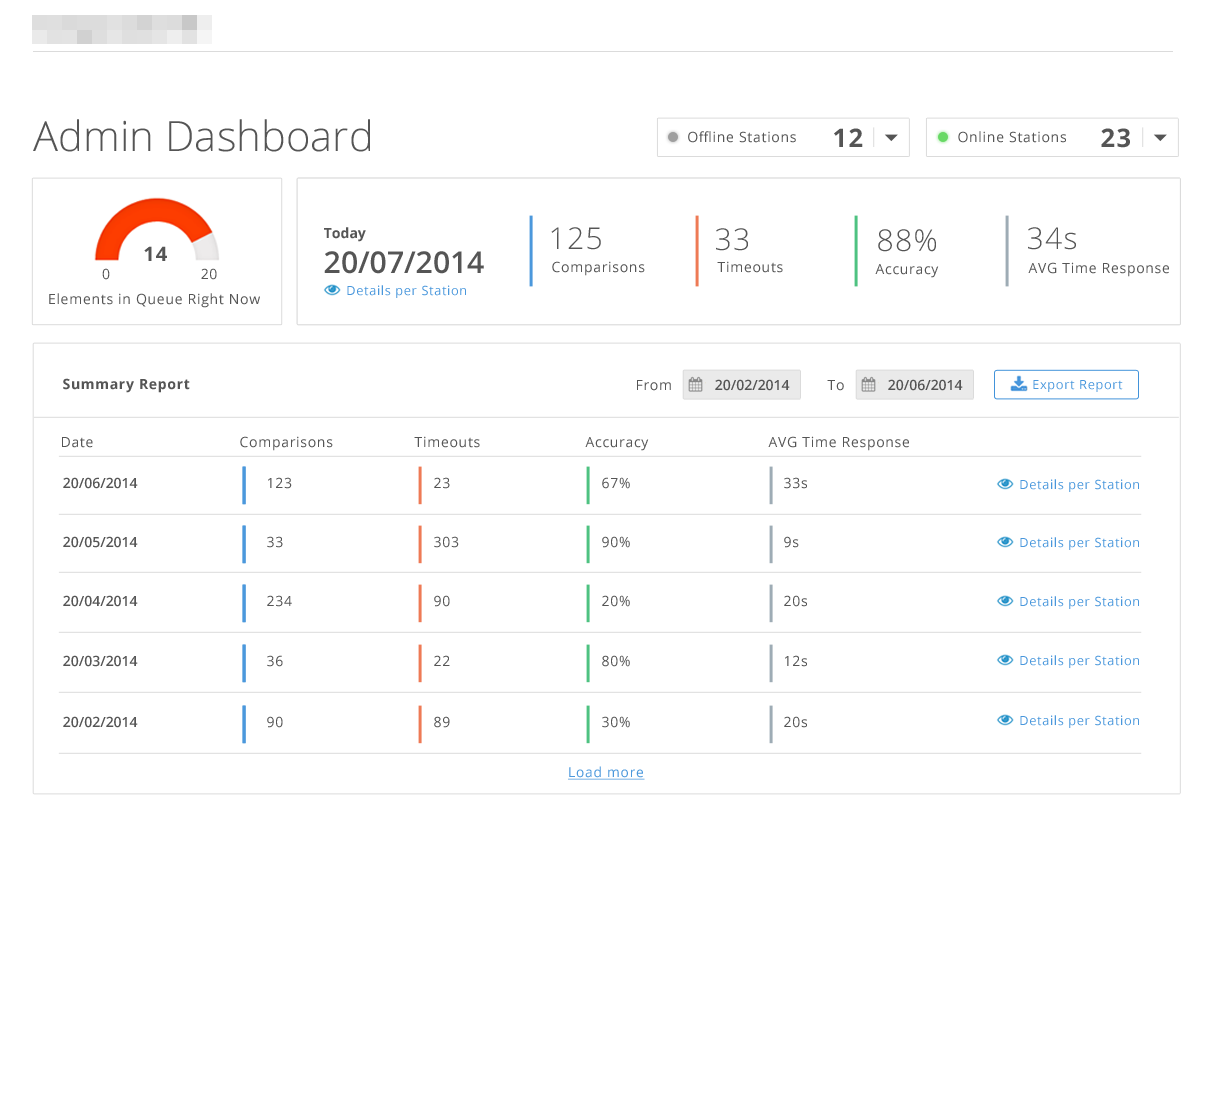 Admin Dashboard
Offline Stations 12
Online Stations 23
14
0 20
Elements in Queue Right Now
Today
20/07/2014
Details per Station
125
Comparisons
33
Timeouts
88%
Accuracy
34s
AVG Time Response
Summary Report From 20/02/2014 To 20/06/2014 Export Report
Date Comparisons Timeouts Accuracy AVG Time Response
20/06/2014 123 23 67% 33s Details per Station
20/05/2014 33 303 90% 9s Details per Station
20/04/2014 234 90 20% 20s Details per Station
20/03/2014 36 22 80% 12s Details per Station
20/02/2014 90 89 30% 20s Details per Station
Load more